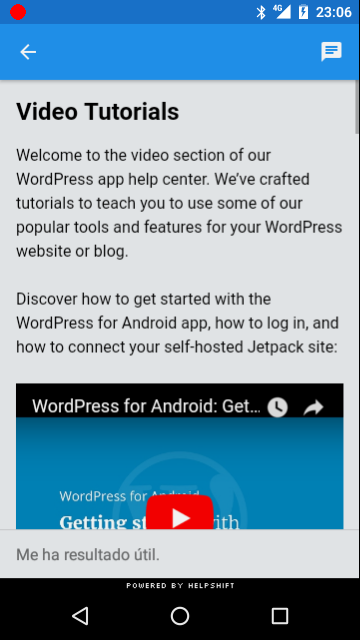 4G 23:06
Video Tutorials
Welcome to the video section of our
WordPress app help center. We've crafted
tutorials to teach you to use some of our
popular tools and features for your WordPress
website or blog.
Discover how to get started with the
WordPress for Android app, how to log in, and
how to connect your self-hosted Jetpack site:
WordPress for Android: Get...
WordPress for Android
Getting st with
Me ha resultado útil.
POWERED BY HELPSHIFT